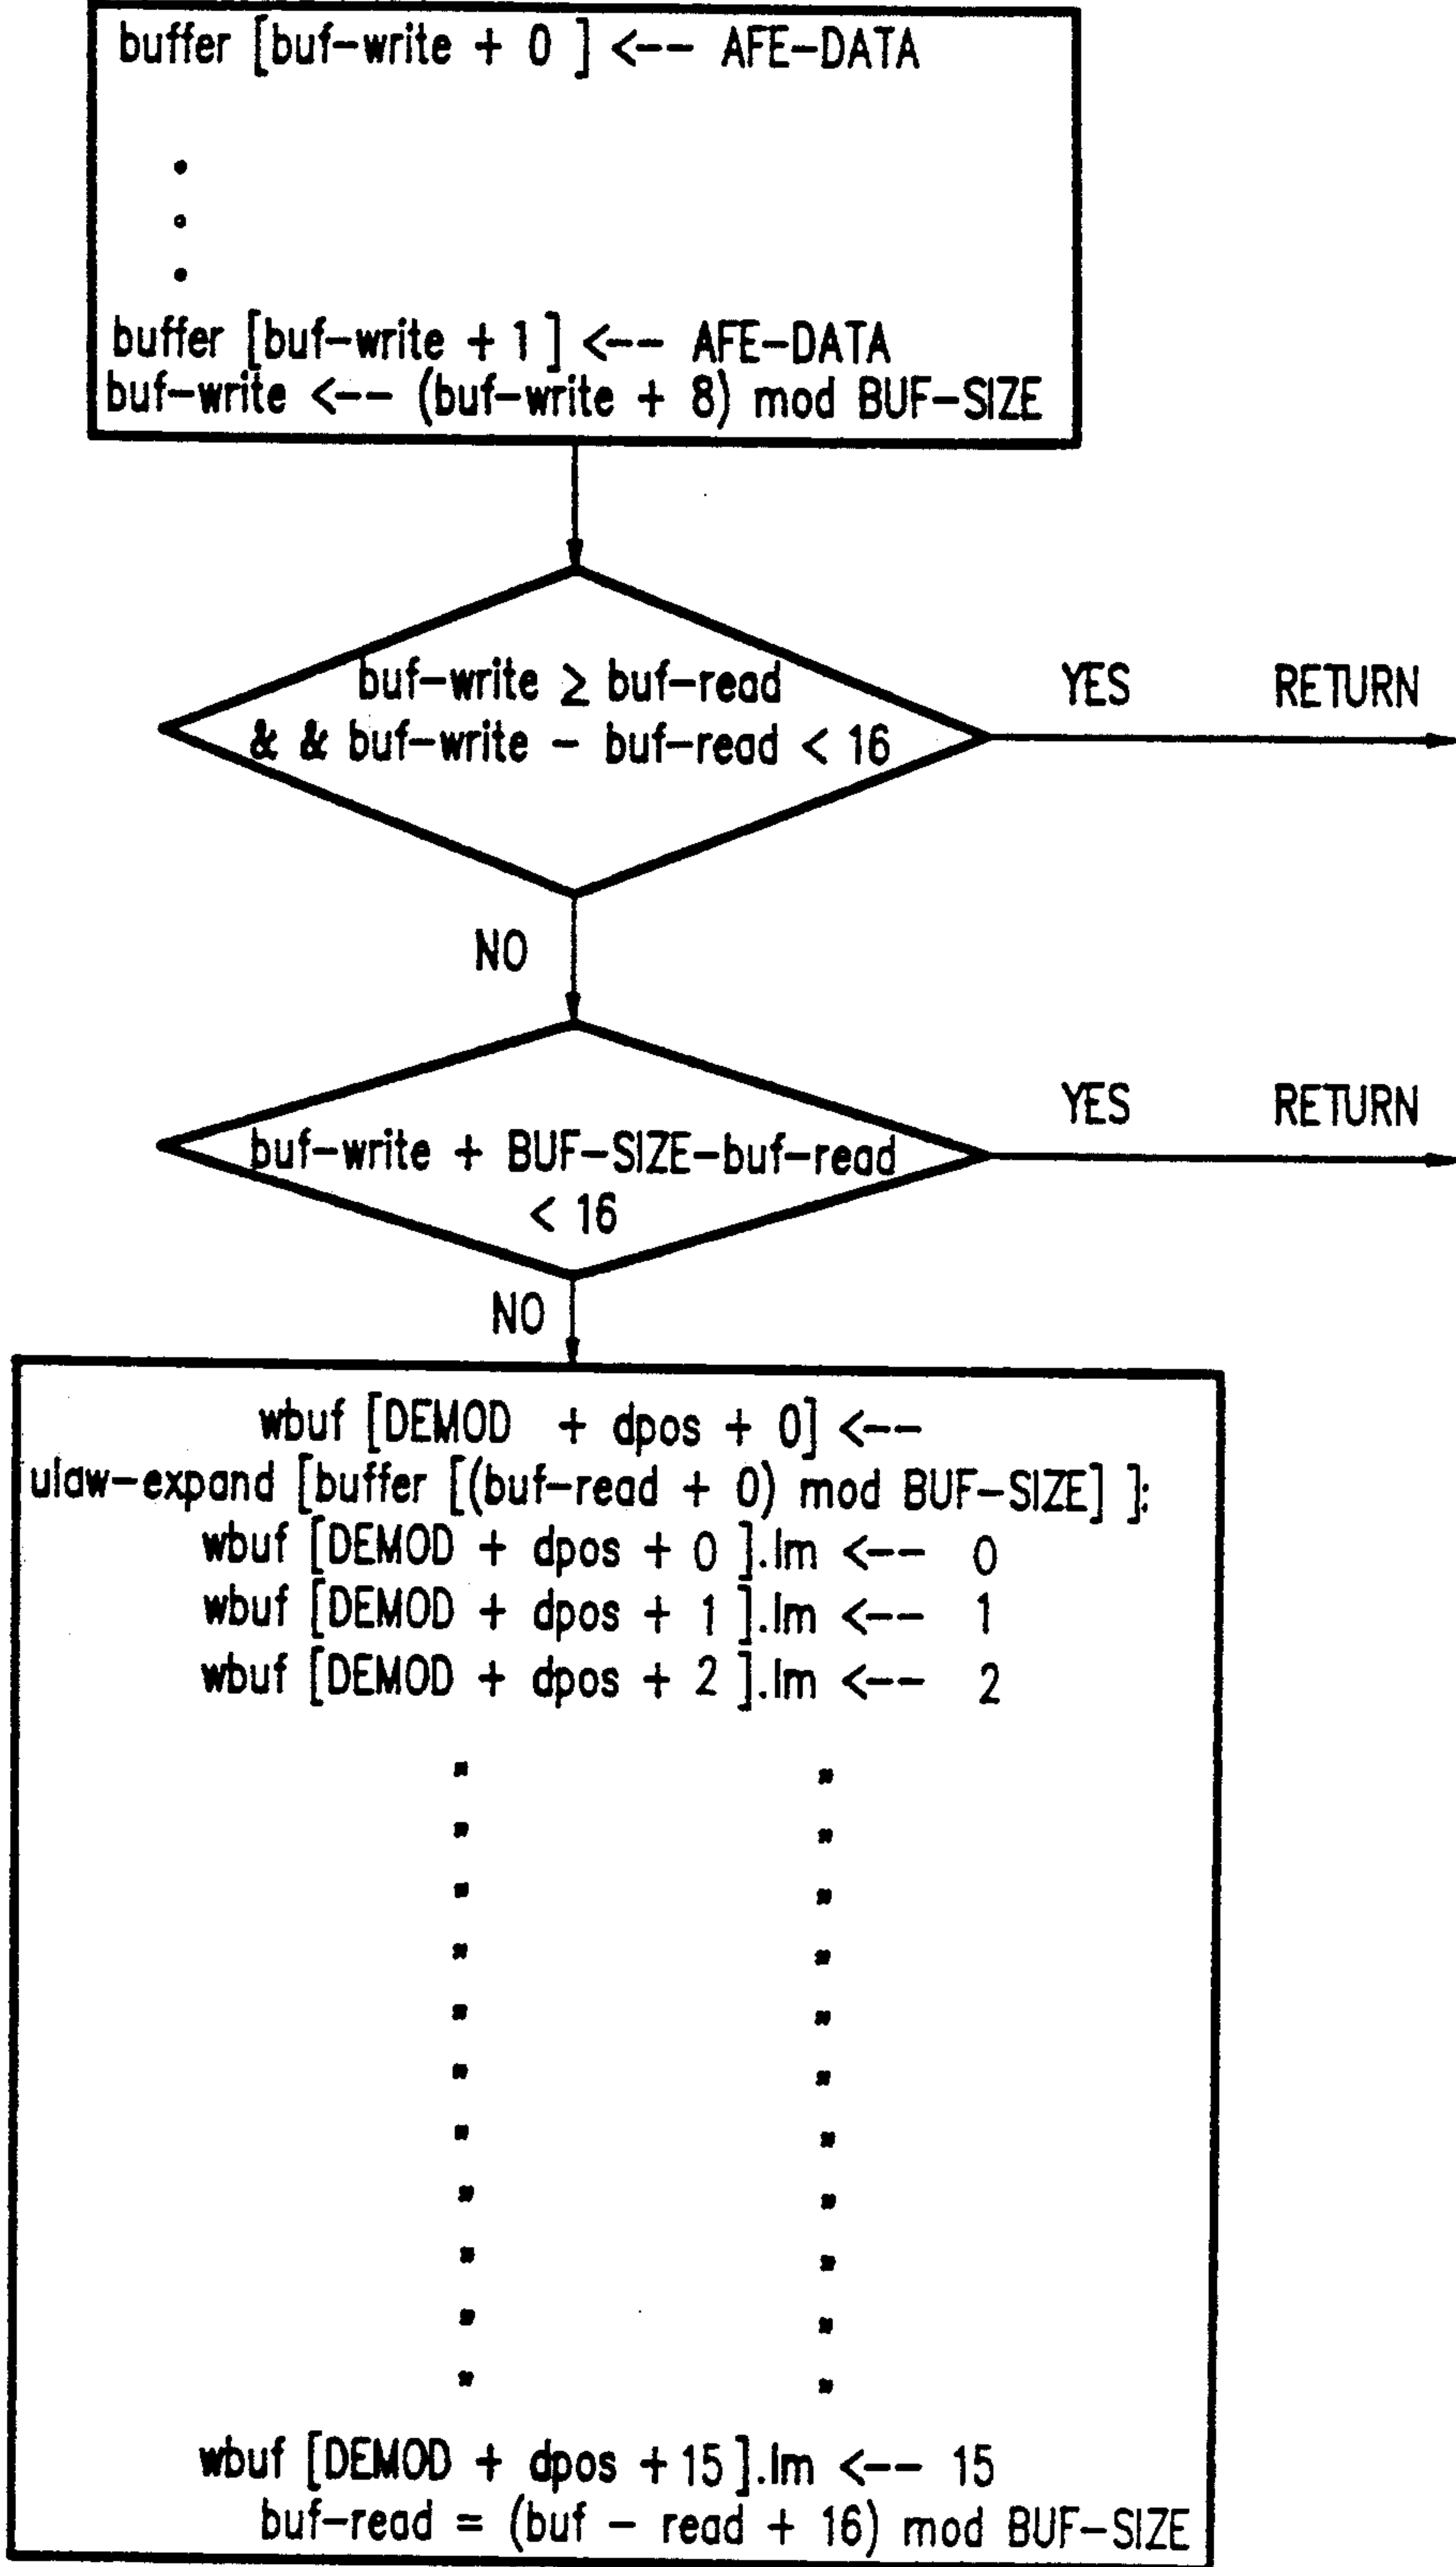 buffer [buf-write + 0 ] <-- AFE-DATA
.
.
.
buffer [buf-write + 1 ] <-- AFE-DATA
buf-write <-- (buf-write + 8) mod BUF-SIZE
buf-write ≥ buf-read
& & buf-write - buf-read < 16
YES RETURN
NO
buf-write + BUF-SIZE-buf-read
< 16
YES RETURN
NO
wbuf [DEMOD + dpos + 0] <--
ulaw-expand [buffer [(buf-read + 0) mod BUF-SIZE] ]:
wbuf [DEMOD + dpos + 0 ].Im <-- 0
wbuf [DEMOD + dpos + 1 ].Im <-- 1
wbuf [DEMOD + dpos + 2 ].Im <-- 2
" "
" "
" "
" "
" "
" "
" "
" "
" "
" "
" "
wbuf [DEMOD + dpos + 15 ].Im <-- 15
buf-read = (buf - read + 16) mod BUF-SIZE